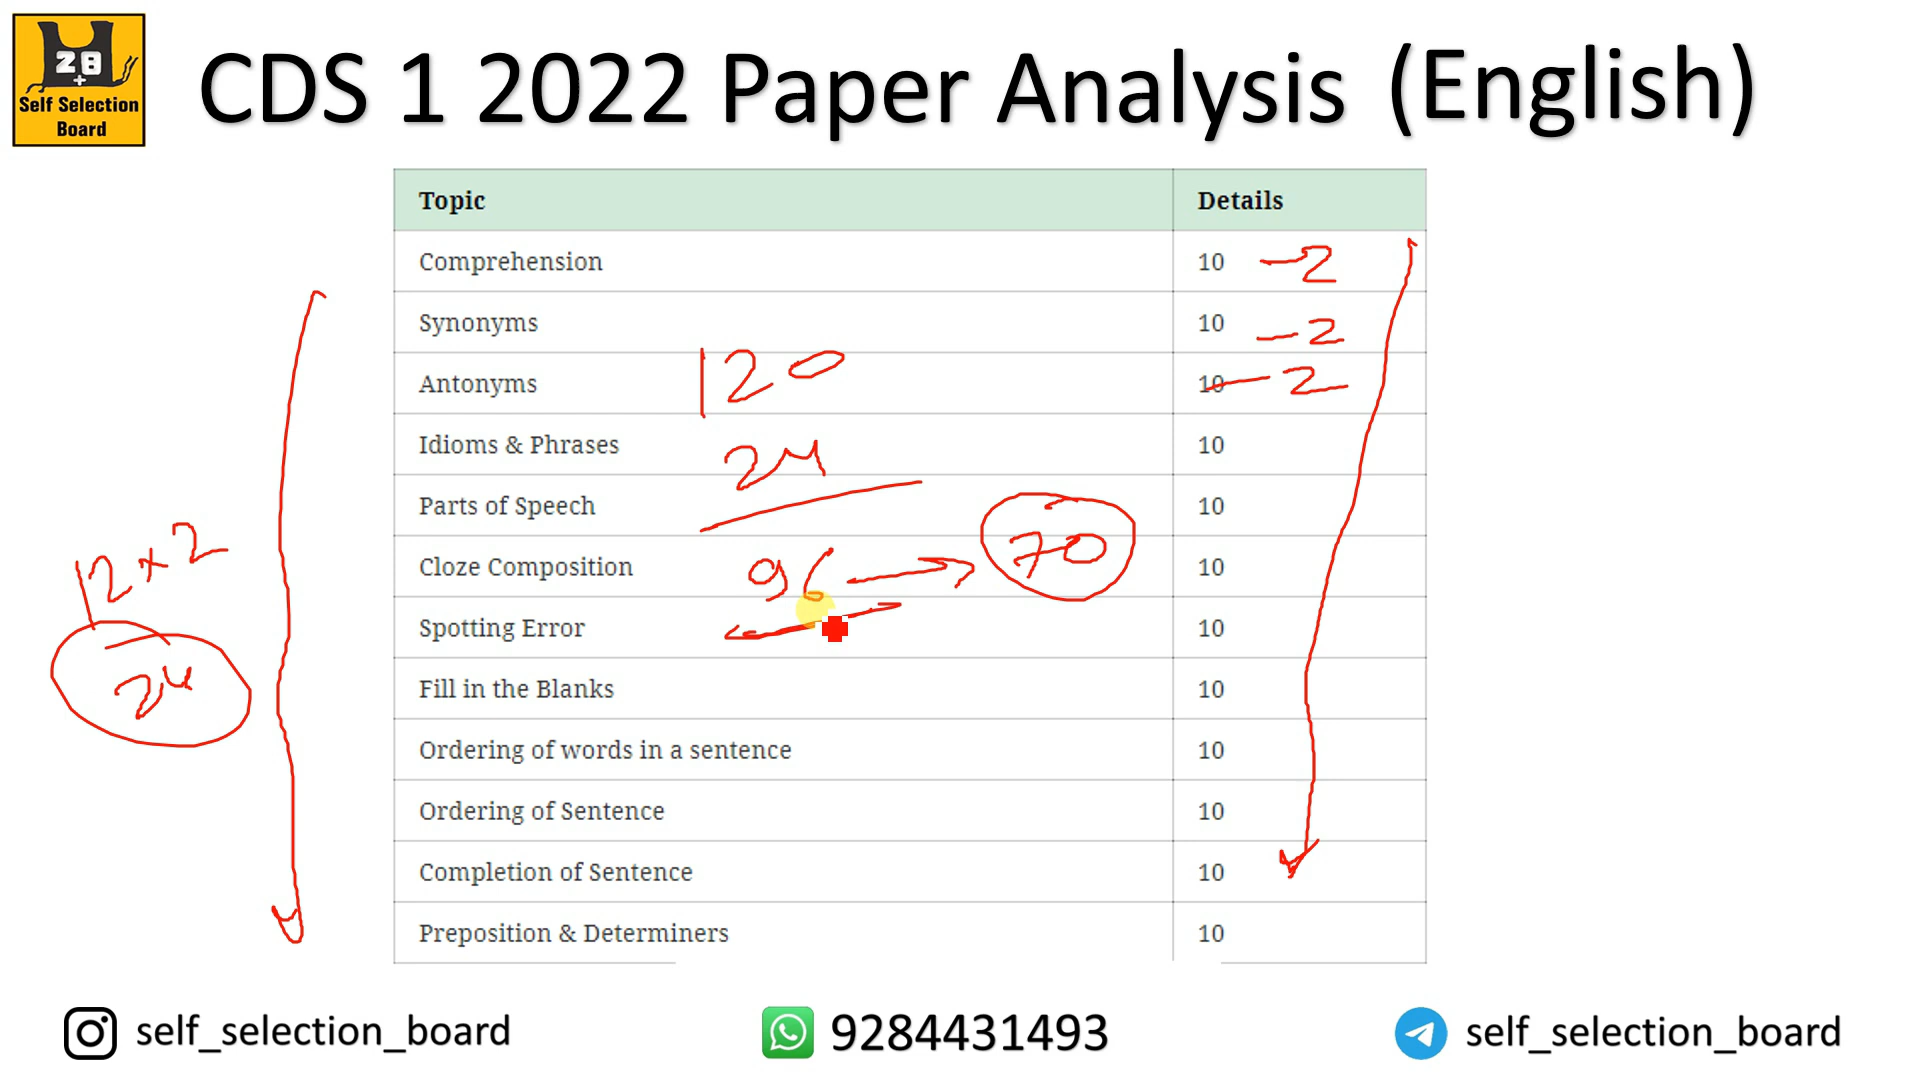 28
+
Self Selection
Board
CDS 1 2022 Paper Analysis (English)
Topic Details
Comprehension 10 -2
Synonyms 10 -2
Antonyms 10 -2
120
Idioms & Phrases 10
24
Parts of Speech 10
Cloze Composition 10
96 70
12 x 2
24
Spotting Error 10
Fill in the Blanks 10
Ordering of words in a sentence 10
Ordering of Sentence 10
Completion of Sentence 10
Preposition & Determiners 10
self_selection_board 9284431493 self_selection_board